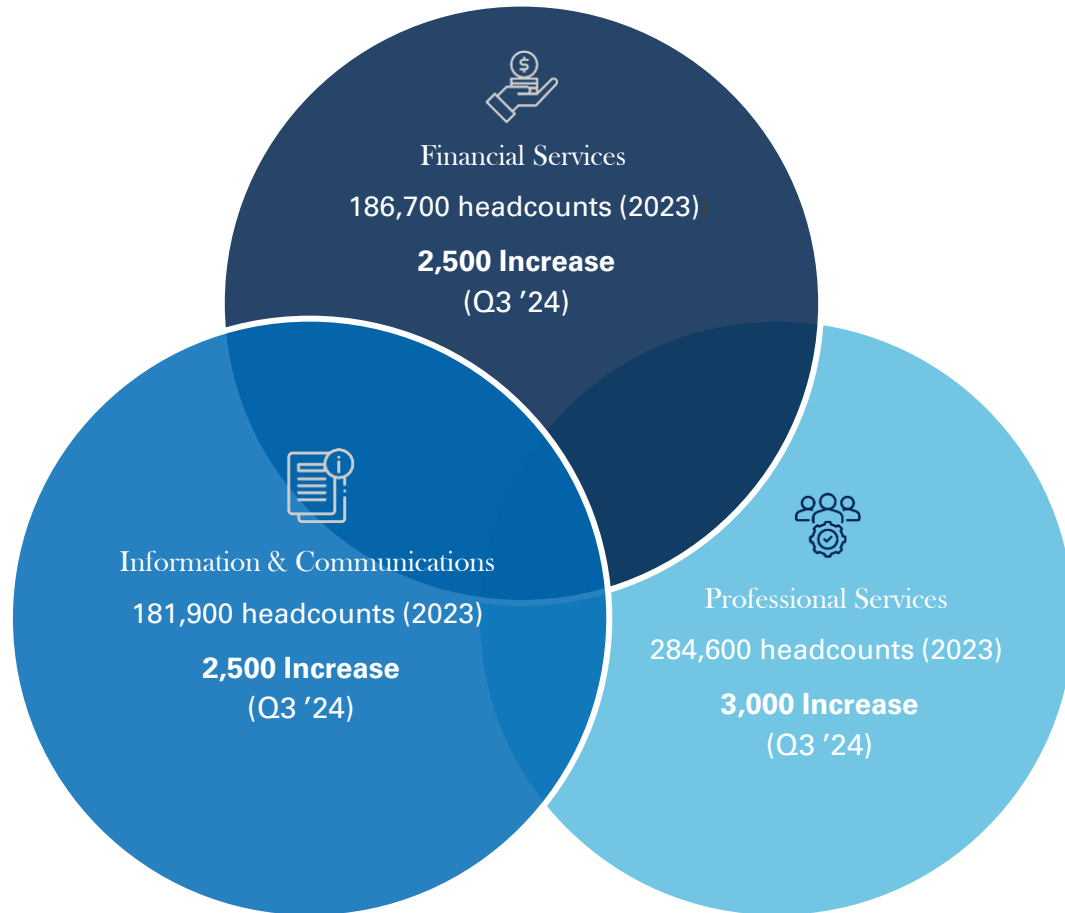 $
Financial Services
186,700 headcounts (2023)
2,500 Increase
(Q3 ’24)
i
Information & Communications
181,900 headcounts (2023)
2,500 Increase
(Q3 ’24)
Professional Services
284,600 headcounts (2023)
3,000 Increase
(Q3 ’24)